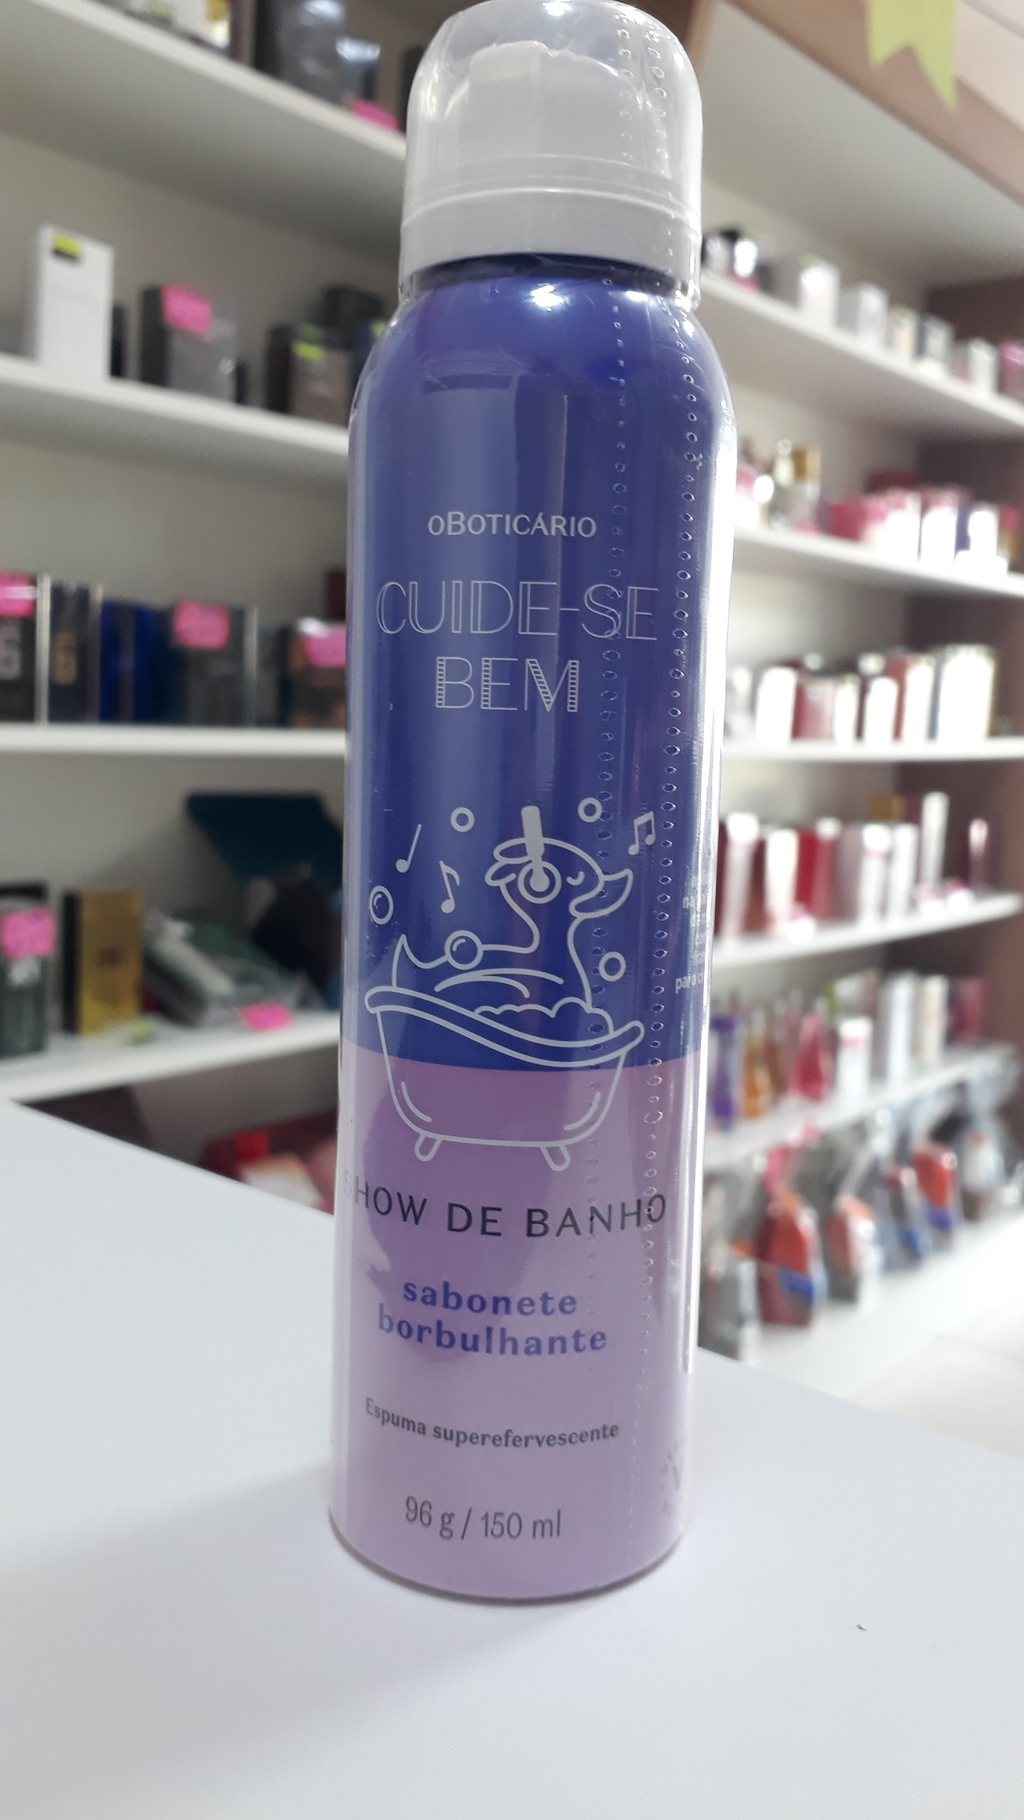 oBOTICÁRIO
CUIDE-SE
BEM
SHOW DE BANHO
sabonete
borbulhante
Espuma superefervescente
96 g / 150 ml